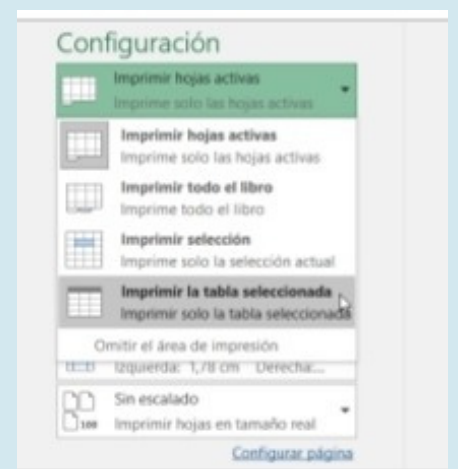 Configuración
Imprimir hojas activas
Imprime solo las hojas activas
Imprimir hojas activas
Imprime solo las hojas activas
Imprimir todo el libro
Imprime todo el libro
Imprimir selección
Imprime solo la selección actual
Imprimir la tabla seleccionada
Imprimir solo la tabla seleccionada
Omitir el área de impresión
Izquierda: 1,78 cm Derecha:...
Sin escalado
100 Imprimir hojas en tamaño real
Configurar página